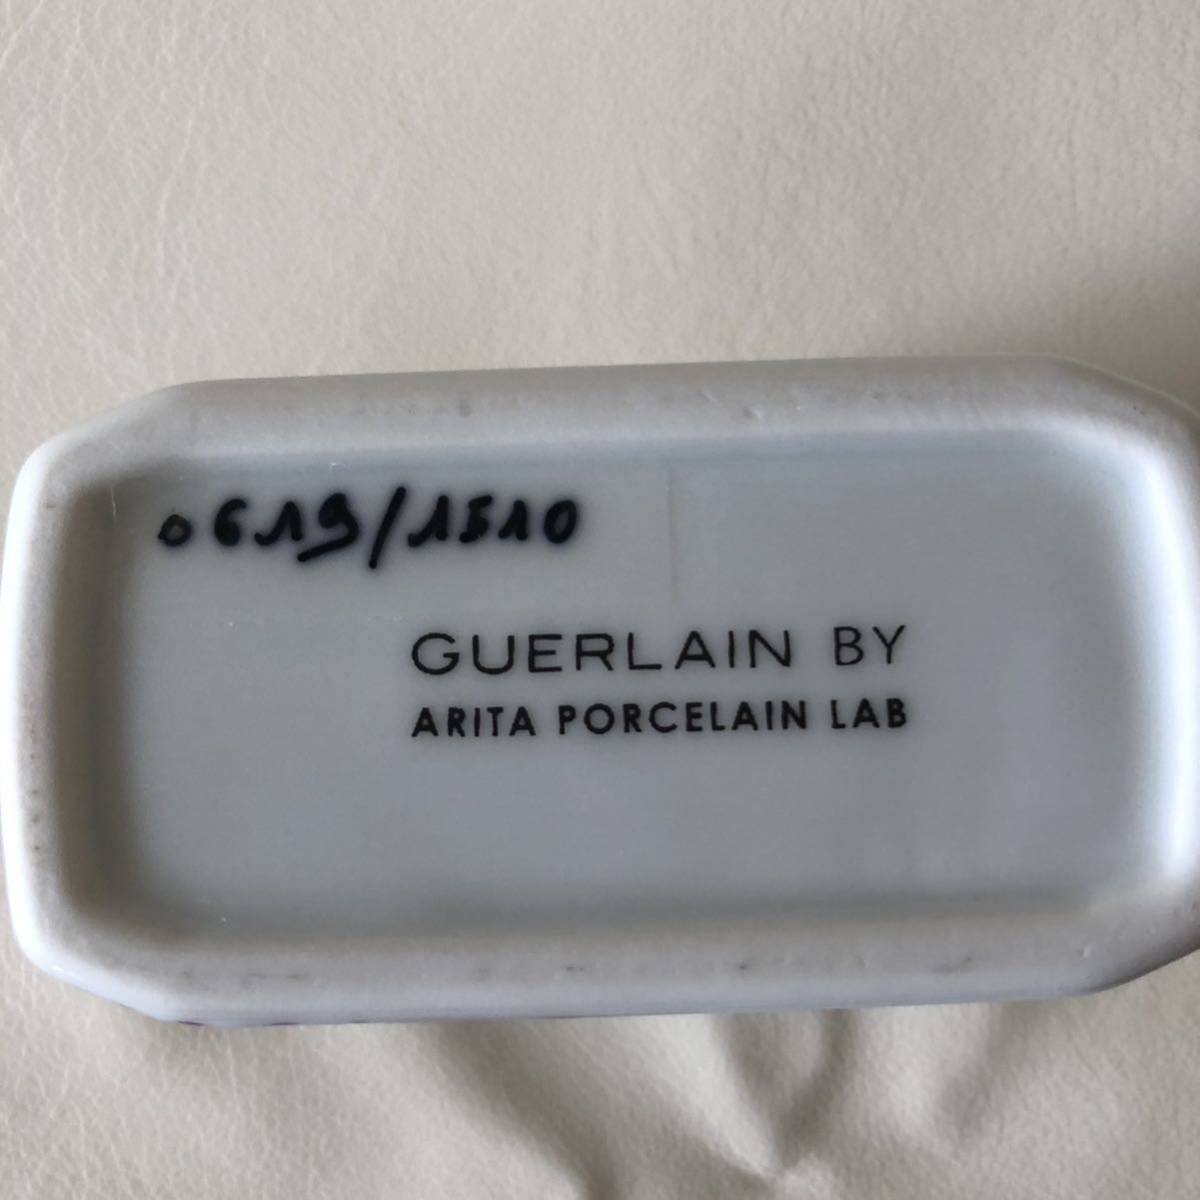 0619/1510
GUERLAIN BY
ARITA PORCELAIN LAB